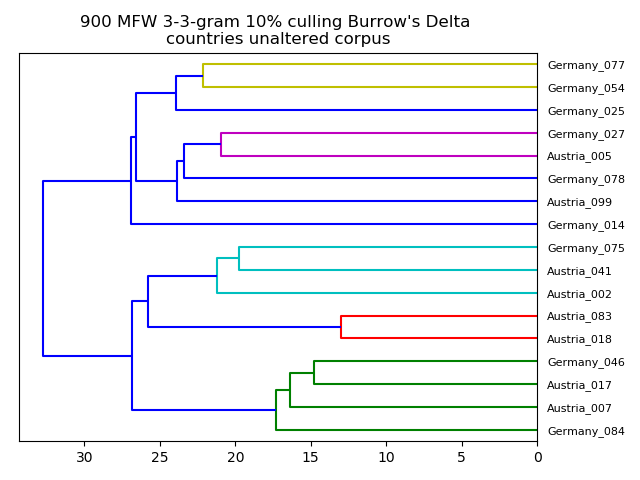 900 MFW 3-3-gram 10% culling Burrow's Delta
countries unaltered corpus
Germany_077
Germany_054
Germany_025
Germany_027
Austria_005
Germany_078
Austria_099
Germany_014
Germany_075
Austria_041
Austria_002
Austria_083
Austria_018
Germany_046
Austria_017
Austria_007
Germany_084
30 25 20 15 10 5 0